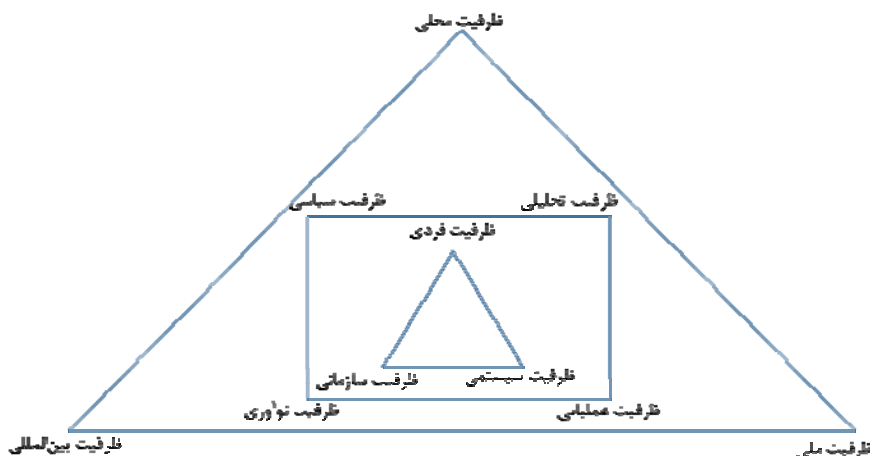 ظرفیت محلی
ظرفیت تحلیلی
ظرفیت سیاسی
ظرفیت فردی
ظرفیت سیستمی
ظرفیت سازمانی
ظرفیت عملیاتی
ظرفیت نوآوری
ظرفیت ملی
ظرفیت بین‌المللی